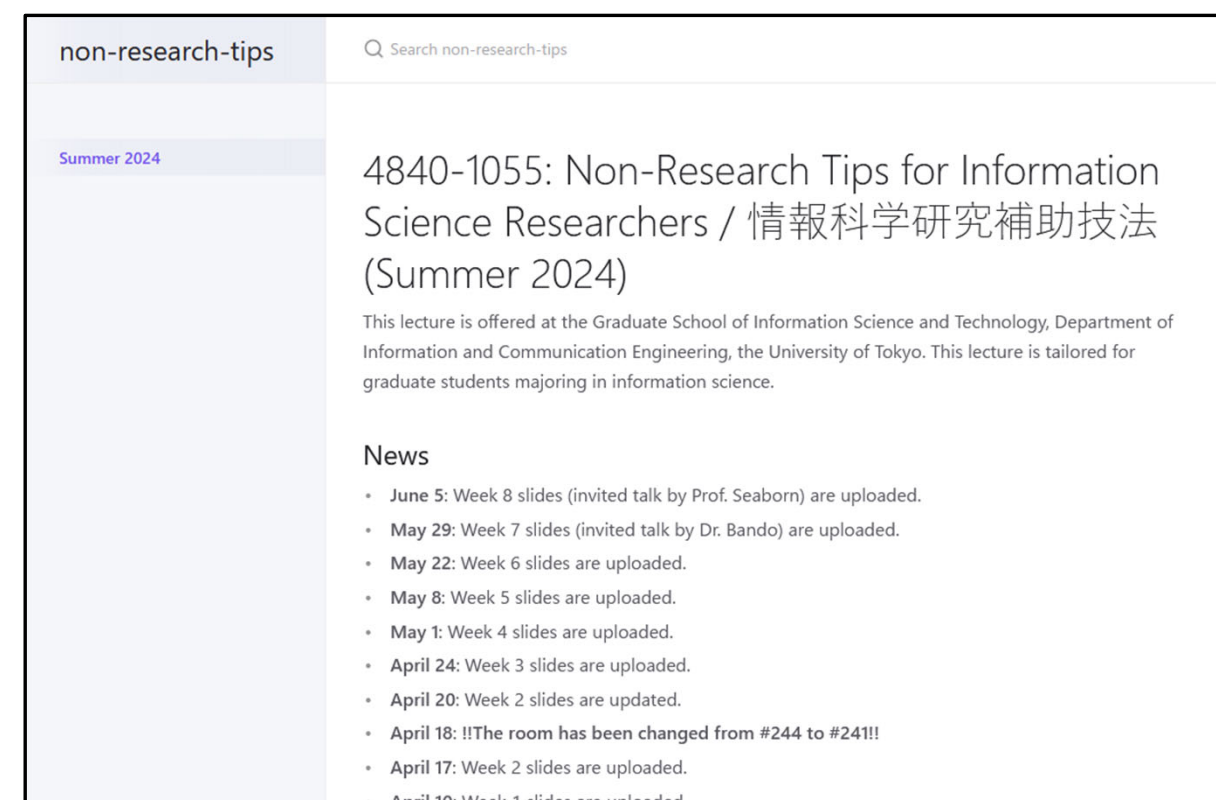 non-research-tips
Search non-research-tips
Summer 2024
4840-1055: Non-Research Tips for Information
Science Researchers / 情報科学研究補助技法
(Summer 2024)
This lecture is offered at the Graduate School of Information Science and Technology, Department of
Information and Communication Engineering, the University of Tokyo. This lecture is tailored for
graduate students majoring in information science.
News
• June 5: Week 8 slides (invited talk by Prof. Seaborn) are uploaded.
• May 29: Week 7 slides (invited talk by Dr. Bando) are uploaded.
• May 22: Week 6 slides are uploaded.
• May 8: Week 5 slides are uploaded.
• May 1: Week 4 slides are uploaded.
• April 24: Week 3 slides are uploaded.
• April 20: Week 2 slides are updated.
• April 18: !!The room has been changed from #244 to #241!!
• April 17: Week 2 slides are uploaded.
April 10: Week 1 slides are uploaded.